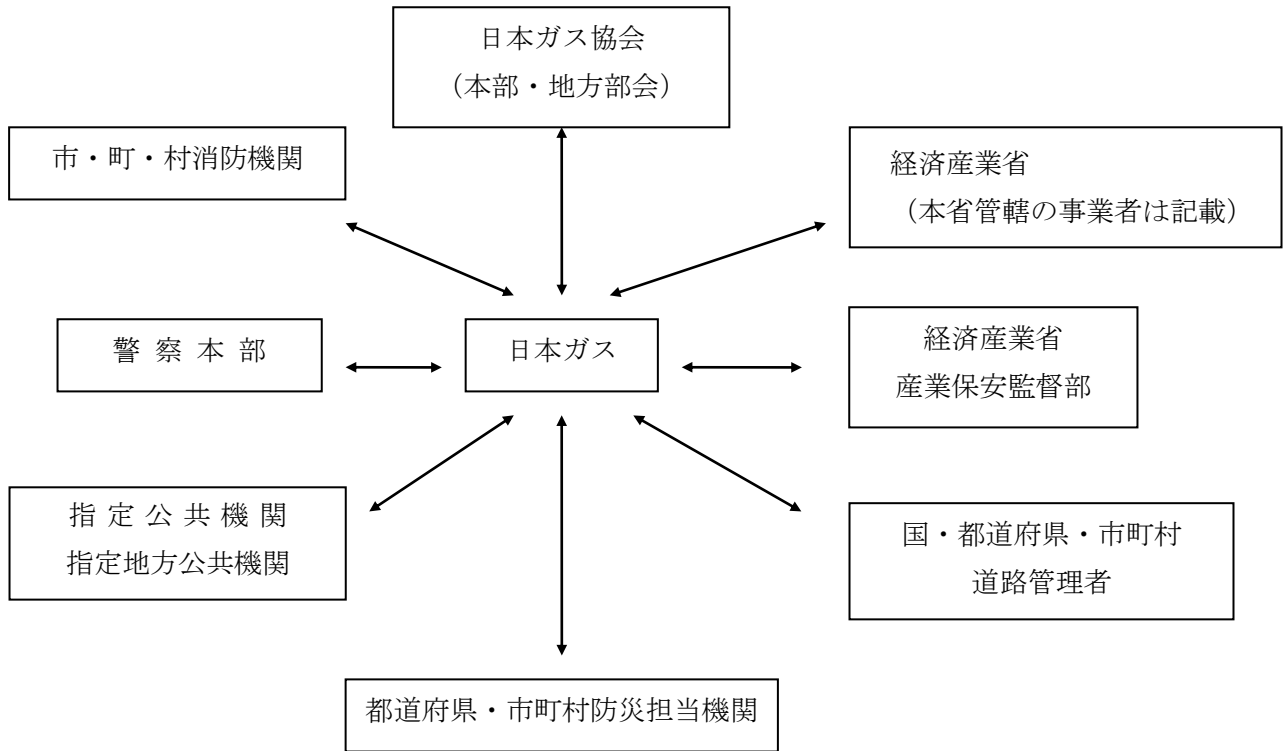 日本ガス協会
（本部・地方部会）
市・町・村消防機関
経済産業省
（本省管轄の事業者は記載）
警 察 本 部
日本ガス
経済産業省
産業保安監督部
指 定 公 共 機 関
指定地方公共機関
国・都道府県・市町村
道路管理者
都道府県・市町村防災担当機関